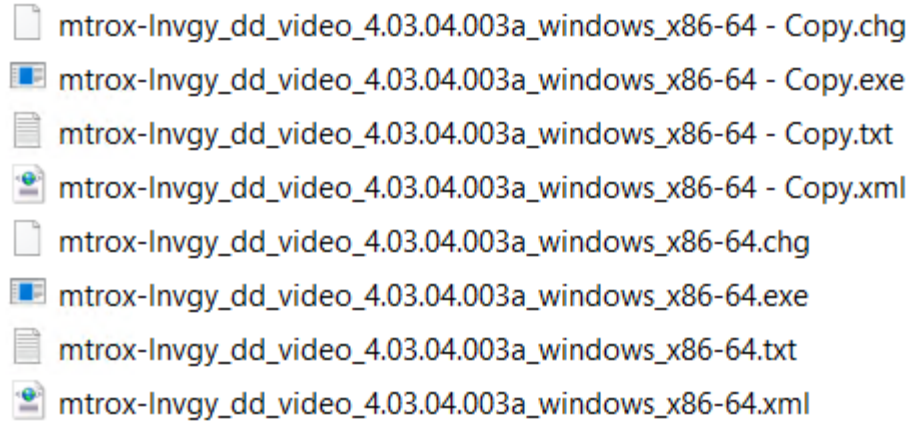 mtrox-lnvgy_dd_video_4.03.04.003a_windows_x86-64 - Copy.chg
mtrox-lnvgy_dd_video_4.03.04.003a_windows_x86-64 - Copy.exe
mtrox-lnvgy_dd_video_4.03.04.003a_windows_x86-64 - Copy.txt
mtrox-lnvgy_dd_video_4.03.04.003a_windows_x86-64 - Copy.xml
mtrox-lnvgy_dd_video_4.03.04.003a_windows_x86-64.chg
mtrox-lnvgy_dd_video_4.03.04.003a_windows_x86-64.exe
mtrox-lnvgy_dd_video_4.03.04.003a_windows_x86-64.txt
mtrox-lnvgy_dd_video_4.03.04.003a_windows_x86-64.xml